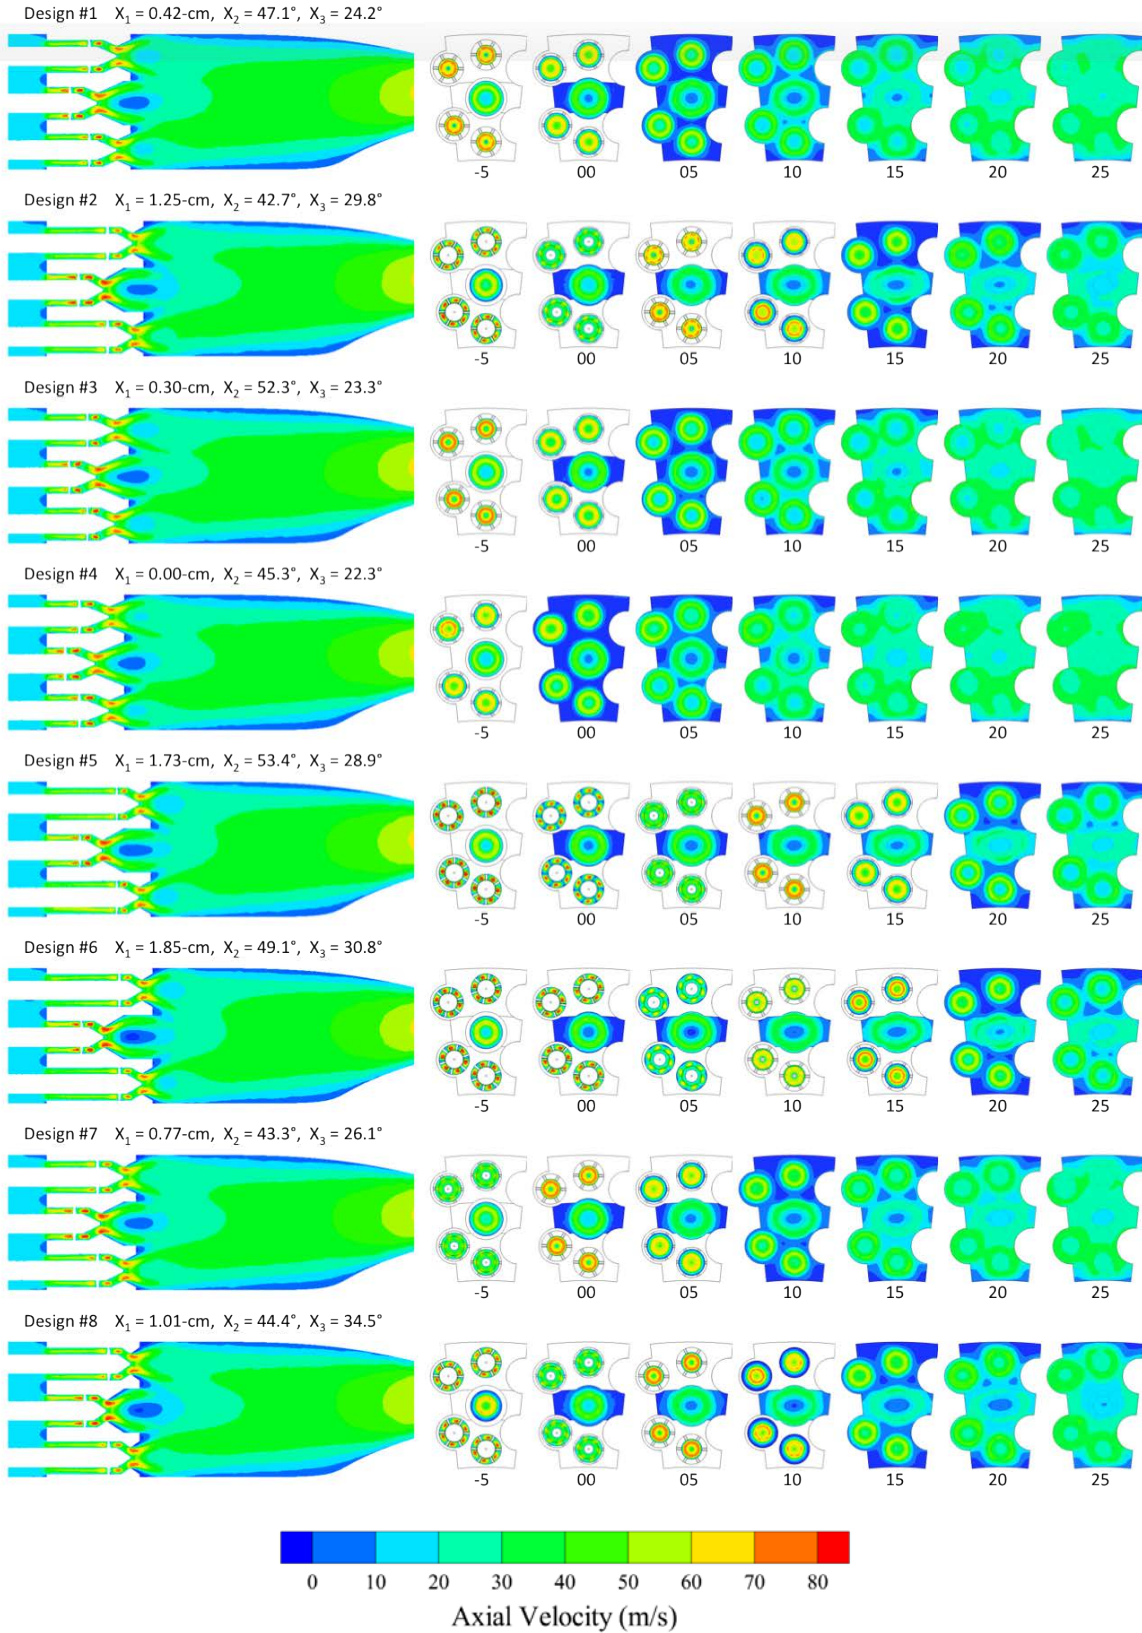 Design #1 X₁ = 0.42-cm, X₂ = 47.1°, X₃ = 24.2°
-5 00 05 10 15 20 25
Design #2 X₁ = 1.25-cm, X₂ = 42.7°, X₃ = 29.8°
-5 00 05 10 15 20 25
Design #3 X₁ = 0.30-cm, X₂ = 52.3°, X₃ = 23.3°
-5 00 05 10 15 20 25
Design #4 X₁ = 0.00-cm, X₂ = 45.3°, X₃ = 22.3°
-5 00 05 10 15 20 25
Design #5 X₁ = 1.73-cm, X₂ = 53.4°, X₃ = 28.9°
-5 00 05 10 15 20 25
Design #6 X₁ = 1.85-cm, X₂ = 49.1°, X₃ = 30.8°
-5 00 05 10 15 20 25
Design #7 X₁ = 0.77-cm, X₂ = 43.3°, X₃ = 26.1°
-5 00 05 10 15 20 25
Design #8 X₁ = 1.01-cm, X₂ = 44.4°, X₃ = 34.5°
-5 00 05 10 15 20 25
0 10 20 30 40 50 60 70 80
Axial Velocity (m/s)